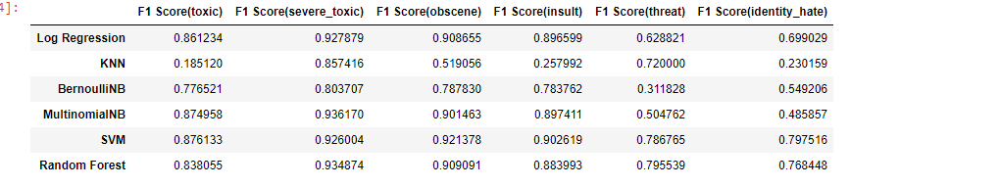 4]:
F1 Score(toxic) F1 Score(severe_toxic) F1 Score(obscene) F1 Score(insult) F1 Score(threat) F1 Score(identity_hate)
Log Regression 0.861234 0.927879 0.908655 0.896599 0.628821 0.699029
KNN 0.185120 0.857416 0.519056 0.257992 0.720000 0.230159
BernoulliNB 0.776521 0.803707 0.787830 0.783762 0.311828 0.549206
MultinomialNB 0.874958 0.936170 0.901463 0.897411 0.504762 0.485857
SVM 0.876133 0.926004 0.921378 0.902619 0.786765 0.797516
Random Forest 0.838055 0.934874 0.909091 0.883993 0.795539 0.768448